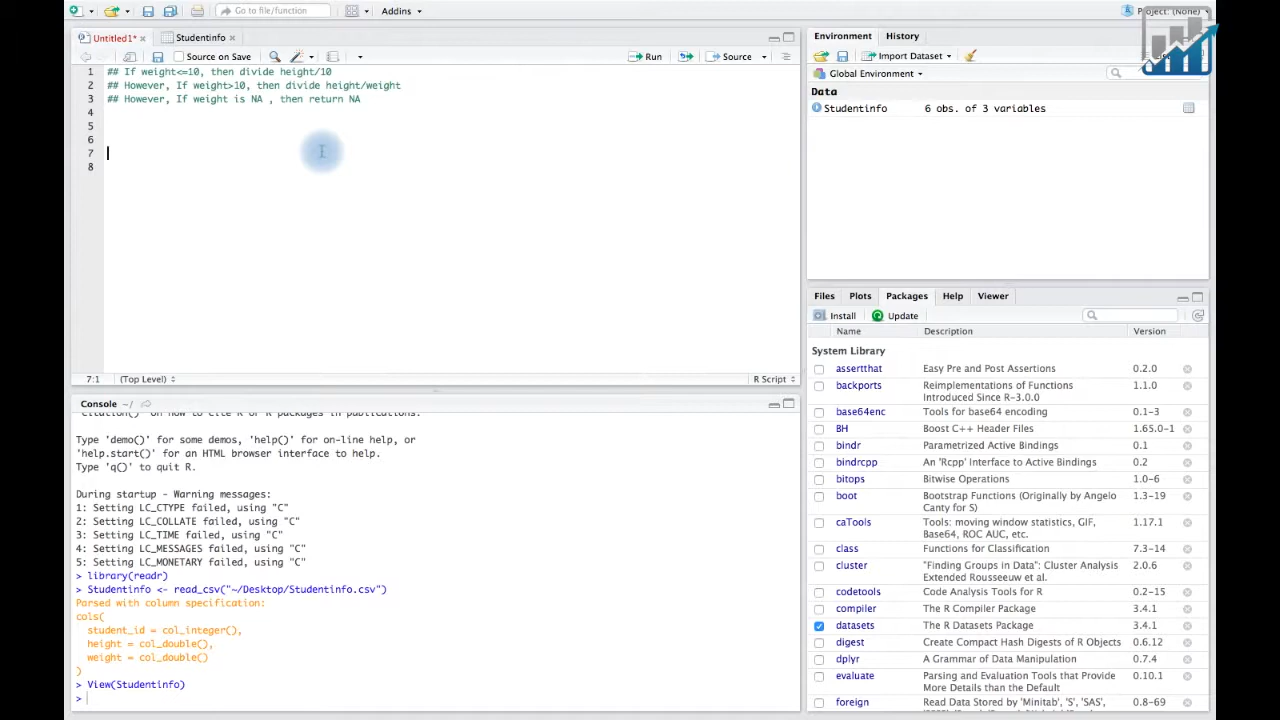 Go to file/function
Addins
Project: (None)
Untitled1*
Studentinfo
Source on Save
Run
Source
1 ## If weight<=10, then divide height/10
2 ## However, If weight>10, then divide height/weight
3 ## However, If weight is NA , then return NA
4
5
6
7
8
7:1 (Top Level) R Script
Console ~/
'citation()' on how to cite R or R packages in publications.
Type 'demo()' for some demos, 'help()' for on-line help, or
'help.start()' for an HTML browser interface to help.
Type 'q()' to quit R.
During startup - Warning messages:
1: Setting LC_CTYPE failed, using "C"
2: Setting LC_COLLATE failed, using "C"
3: Setting LC_TIME failed, using "C"
4: Setting LC_MESSAGES failed, using "C"
5: Setting LC_MONETARY failed, using "C"
> library(readr)
> Studentinfo <- read_csv("~/Desktop/Studentinfo.csv")
Parsed with column specification:
cols(
student_id = col_integer(),
height = col_double(),
weight = col_double()
)
> View(Studentinfo)
>
Environment History
Import Dataset
Global Environment
Data
Studentinfo 6 obs. of 3 variables
Files Plots Packages Help Viewer
Install Update
Name Description Version
System Library
assertthat Easy Pre and Post Assertions 0.2.0
backports Reimplementations of Functions 1.1.0
Introduced Since R-3.0.0
base64enc Tools for base64 encoding 0.1-3
BH Boost C++ Header Files 1.65.0-1
bindr Parametrized Active Bindings 0.1
bindrcpp An 'Rcpp' Interface to Active Bindings 0.2
bitops Bitwise Operations 1.0-6
boot Bootstrap Functions (Originally by Angelo 1.3-19
Canty for S)
caTools Tools: moving window statistics, GIF, 1.17.1
Base64, ROC AUC, etc.
class Functions for Classification 7.3-14
cluster "Finding Groups in Data": Cluster Analysis 2.0.6
Extended Rousseeuw et al.
codetools Code Analysis Tools for R 0.2-15
compiler The R Compiler Package 3.4.1
datasets The R Datasets Package 3.4.1
digest Create Compact Hash Digests of R Objects 0.6.12
dplyr A Grammar of Data Manipulation 0.7.4
evaluate Parsing and Evaluation Tools that Provide 0.10.1
More Details than the Default
foreign Read Data Stored by 'Minitab', 'S', 'SAS', 0.8-69